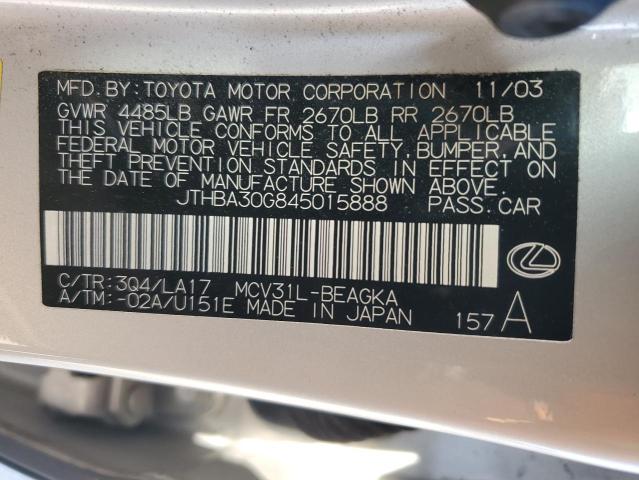 MFD. BY: TOYOTA MOTOR CORPORATION 11/03
GVWR 4485LB GAWR FR 2670LB RR 2670LB
THIS VEHICLE CONFORMS TO ALL APPLICABLE
FEDERAL MOTOR VEHICLE SAFETY, BUMPER, AND
THEFT PREVENTION STANDARDS IN EFFECT ON
THE DATE OF MANUFACTURE SHOWN ABOVE.
JTHBA30G845015888 PASS. CAR
C/TR: 3Q4/LA17 MCV31L-BEAGKA
A/TM: -02A/U151E MADE IN JAPAN 157 A